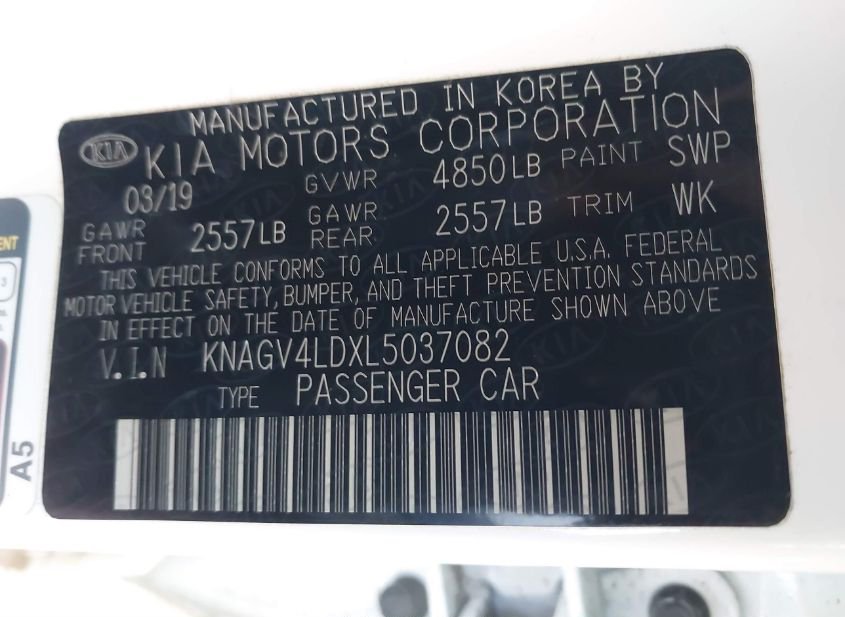 MANUFACTURED IN KOREA BY
KIA KIA MOTORS CORPORATION
03/19 GVWR 4850LB PAINT SWP
GAWR FRONT 2557LB GAWR REAR 2557LB TRIM WK
THIS VEHICLE CONFORMS TO ALL APPLICABLE U.S.A. FEDERAL
MOTOR VEHICLE SAFETY, BUMPER, AND THEFT PREVENTION STANDARDS
IN EFFECT ON THE DATE OF MANUFACTURE SHOWN ABOVE
V.I.N KNAGV4LDXL5037082
TYPE PASSENGER CAR
A5